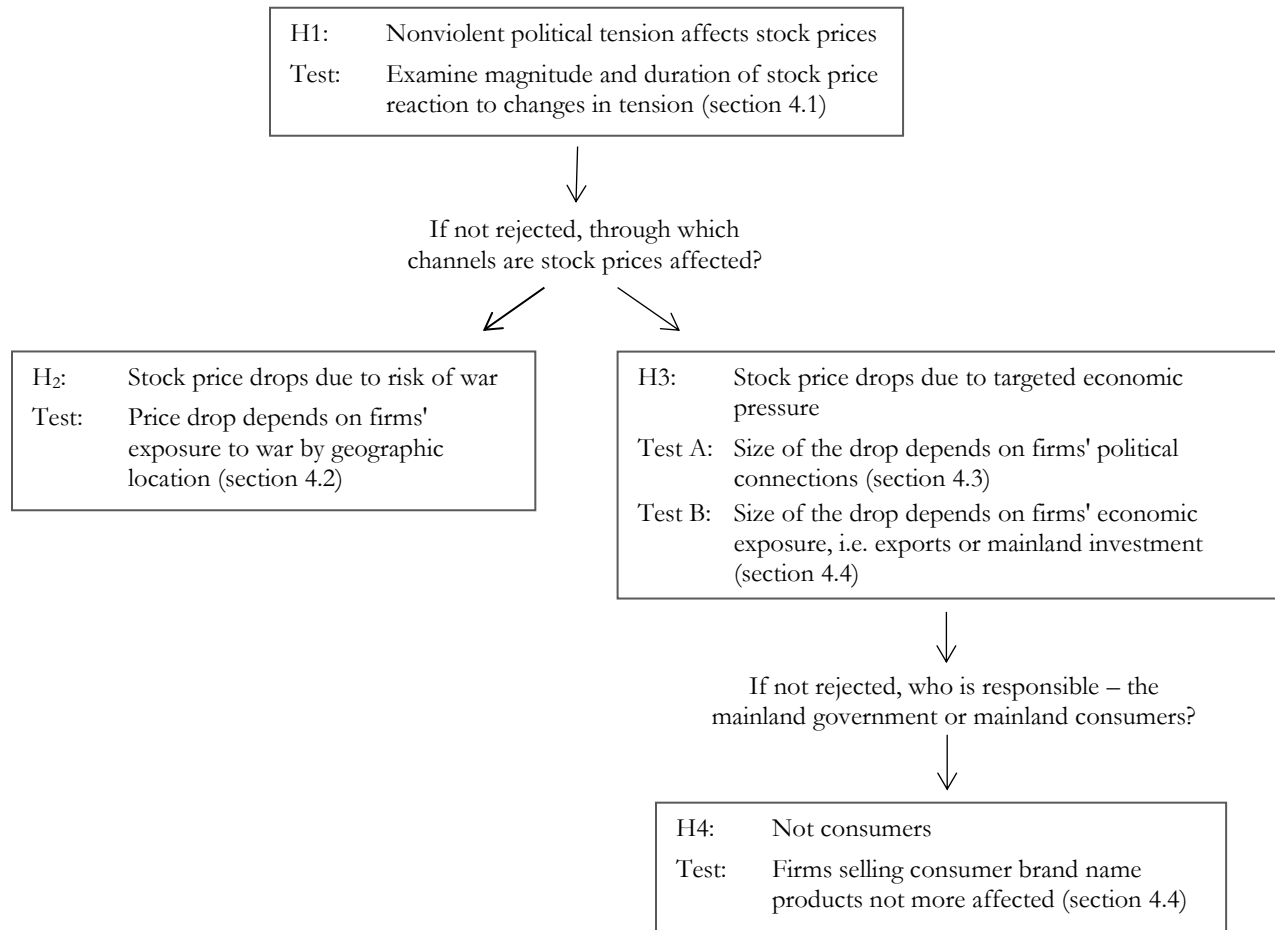 H1: Nonviolent political tension affects stock prices
Test: Examine magnitude and duration of stock price
reaction to changes in tension (section 4.1)
If not rejected, through which
channels are stock prices affected?
H₂: Stock price drops due to risk of war
Test: Price drop depends on firms'
exposure to war by geographic
location (section 4.2)
H3: Stock price drops due to targeted economic
pressure
Test A: Size of the drop depends on firms' political
connections (section 4.3)
Test B: Size of the drop depends on firms' economic
exposure, i.e. exports or mainland investment
(section 4.4)
If not rejected, who is responsible – the
mainland government or mainland consumers?
H4: Not consumers
Test: Firms selling consumer brand name
products not more affected (section 4.4)